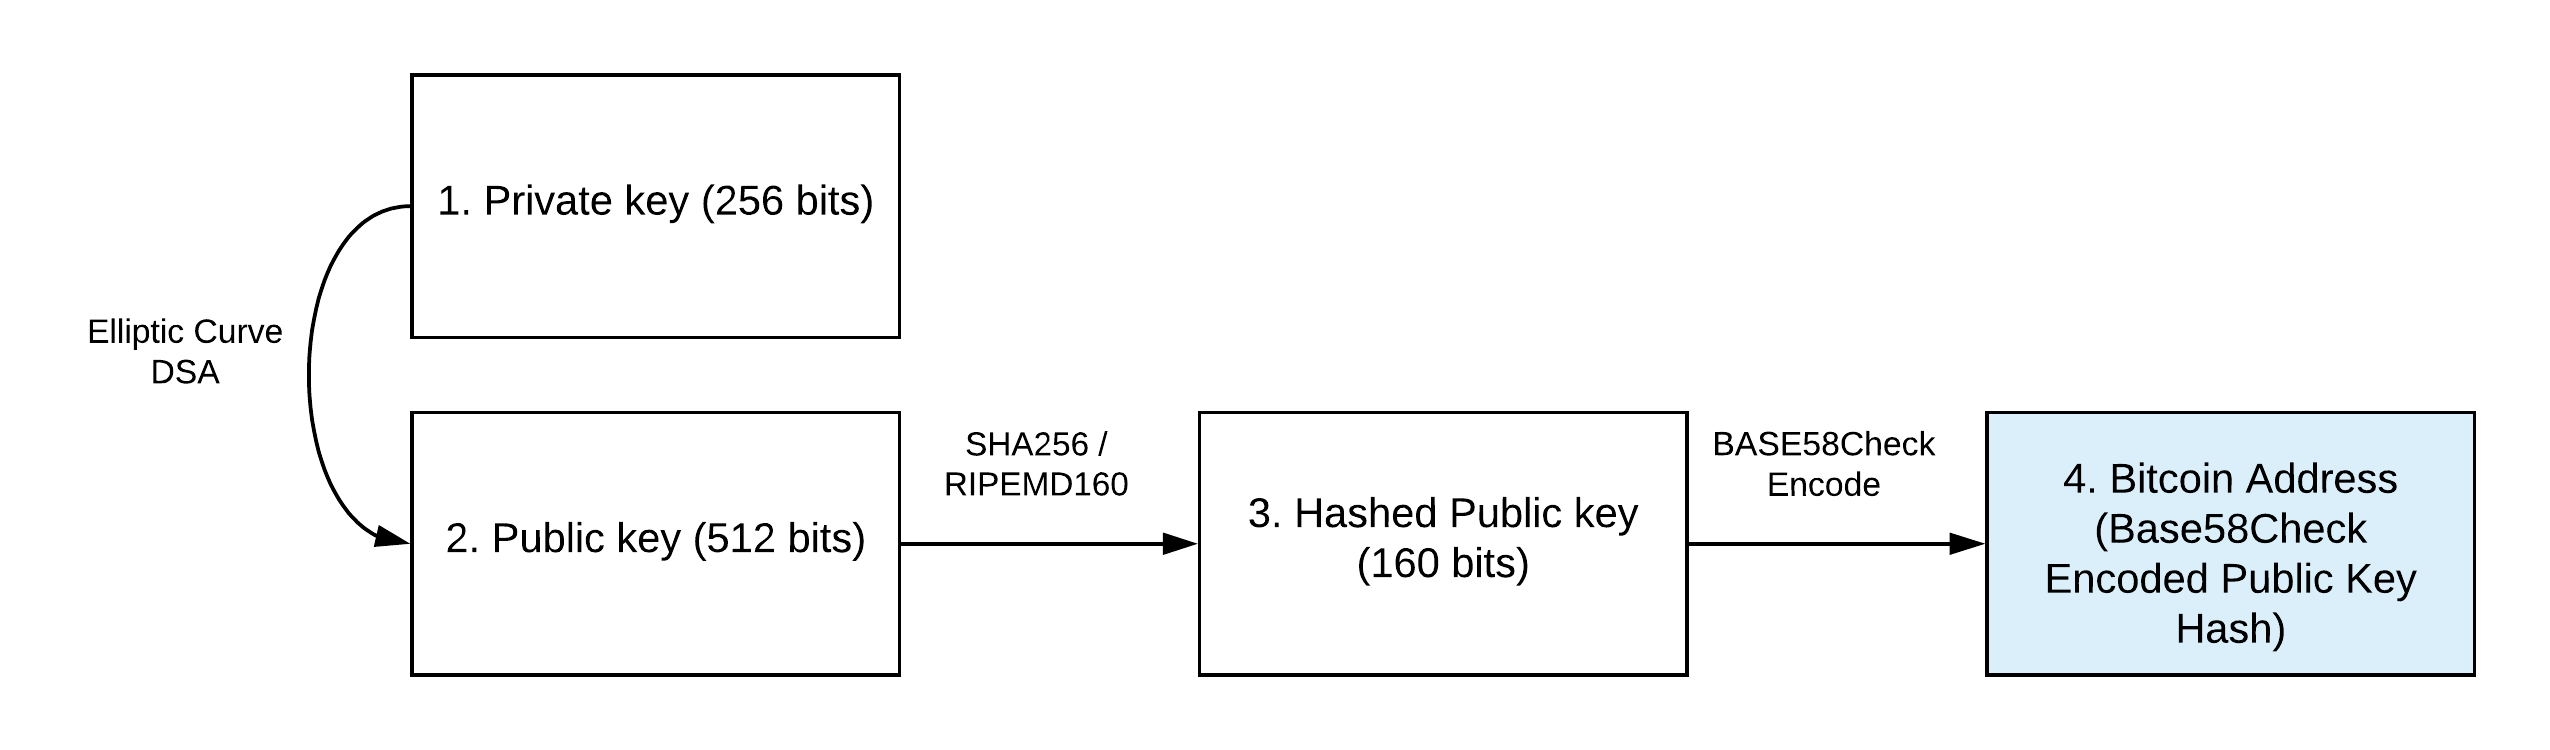 1. Private key (256 bits)
Elliptic Curve
DSA
2. Public key (512 bits)
SHA256 /
RIPEMD160
3. Hashed Public key
(160 bits)
BASE58Check
Encode
4. Bitcoin Address
(Base58Check
Encoded Public Key
Hash)